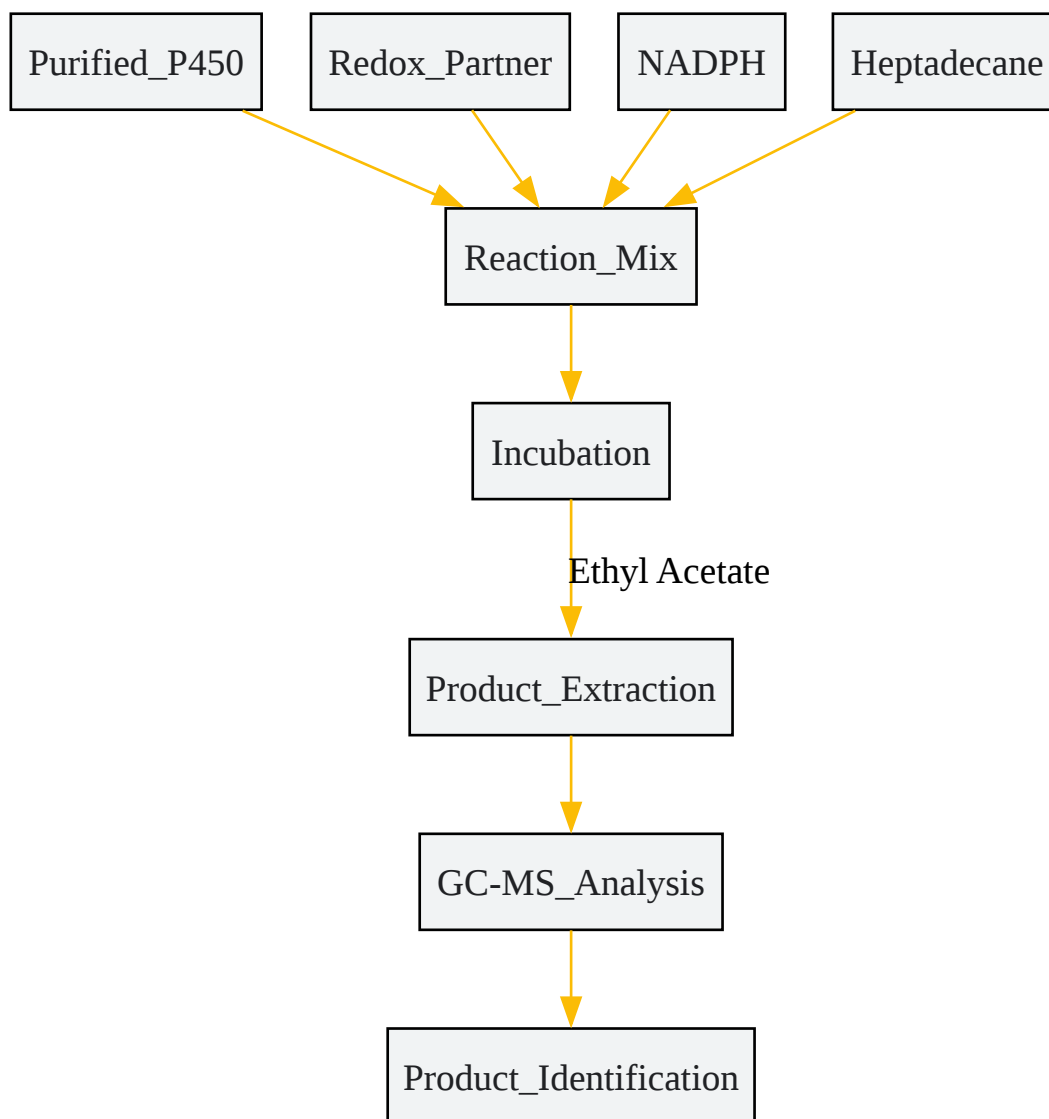 Purified_P450
Redox_Partner
NADPH
Heptadecane
Reaction_Mix
Incubation
Ethyl Acetate
Product_Extraction
GC-MS_Analysis
Product_Identification